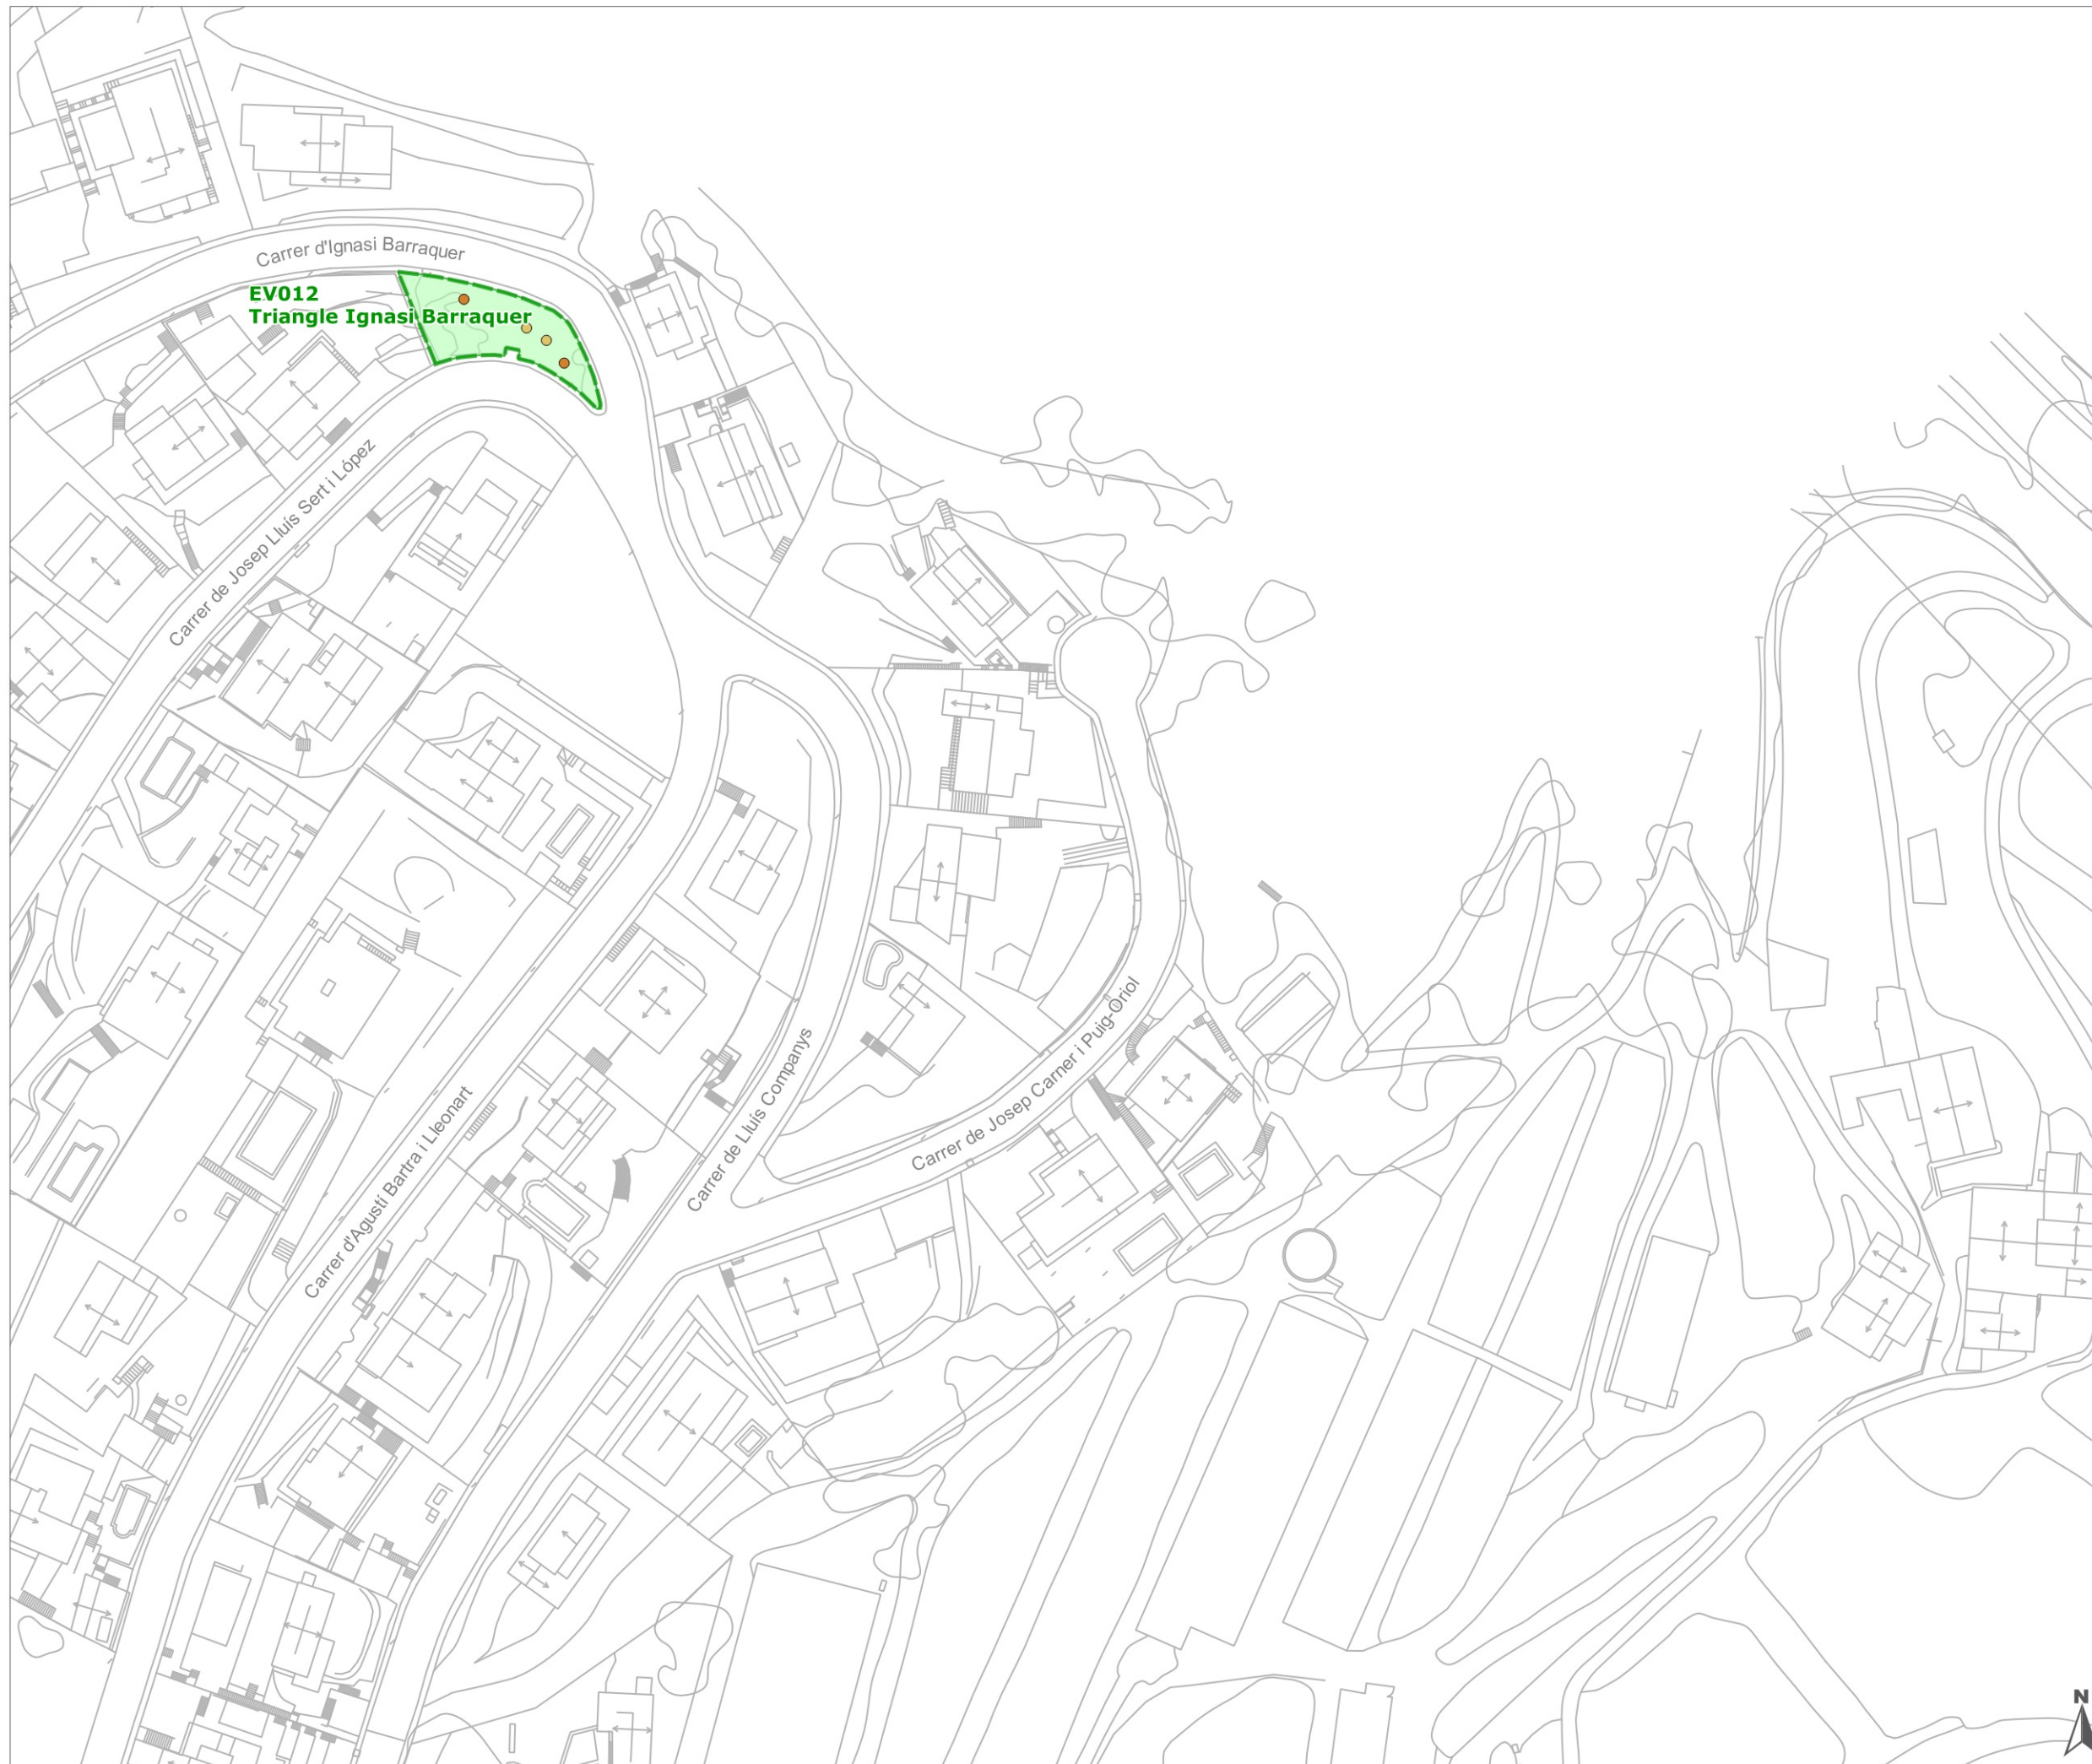 Carrer d'Ignasi Barraquer
EV012
Triangle Ignasi Barraquer
Carrer de Josep Lluís Sert i López
Carrer de Lluís Companys
Carrer de Josep Carner i Puig-Oriol
Carrer d'Agustí Bartra i Lleonart
N